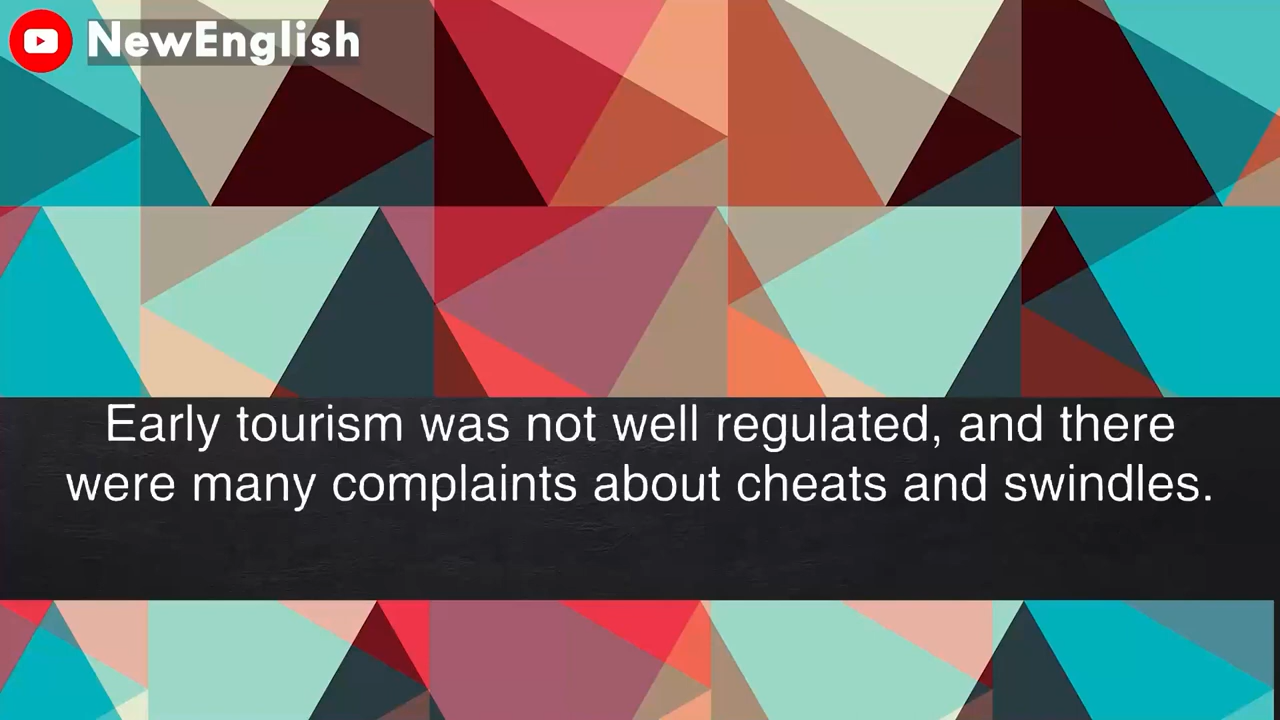 NewEnglish
Early tourism was not well regulated, and there
were many complaints about cheats and swindles.